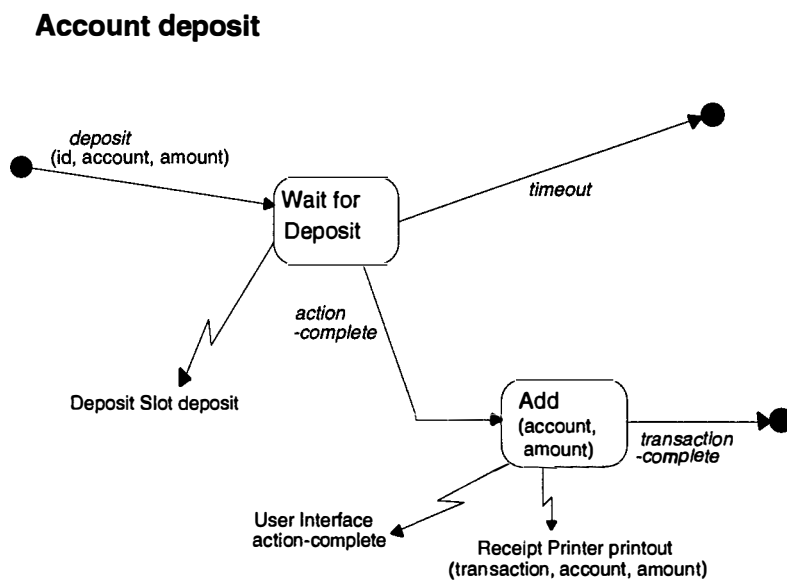 Account deposit
deposit
(id, account, amount)
Wait for
Deposit
timeout
action
-complete
Deposit Slot deposit
Add
(account,
amount)
transaction
-complete
User Interface
action-complete
Receipt Printer printout
(transaction, account, amount)